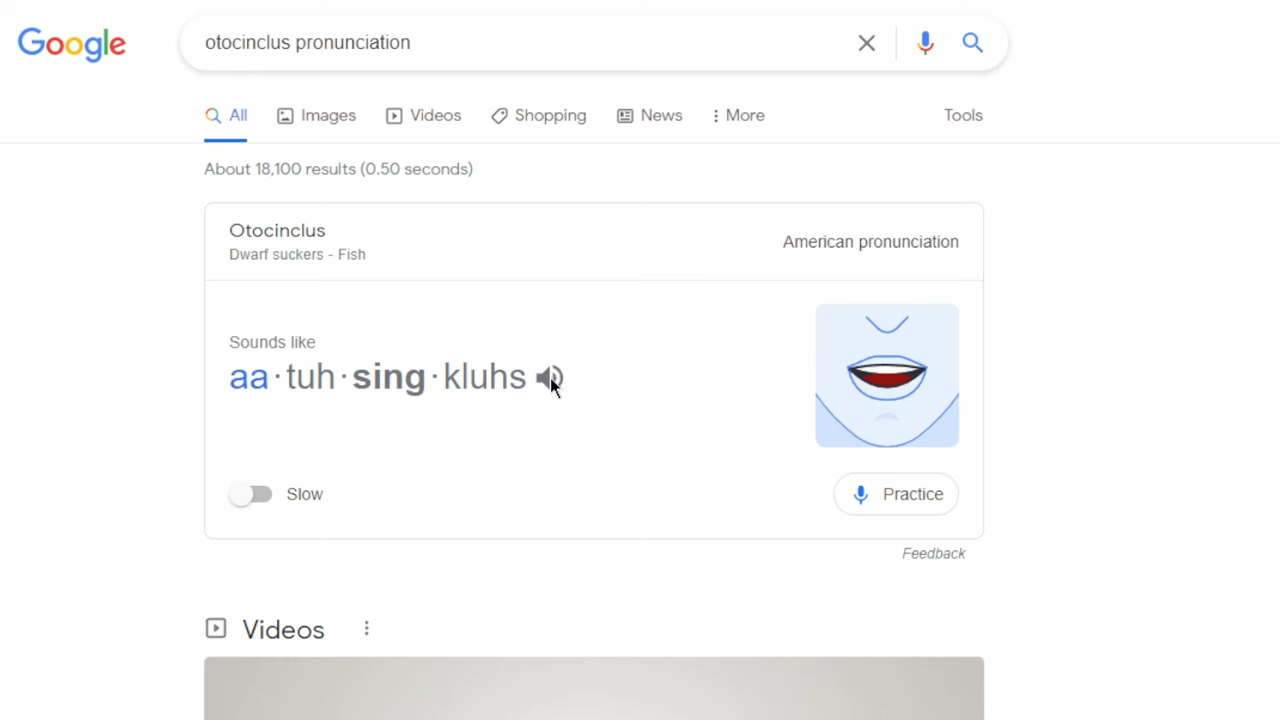 Google
otocinclus pronunciation
All Images Videos Shopping News More Tools
About 18,100 results (0.50 seconds)
Otocinclus
Dwarf suckers - Fish
American pronunciation
Sounds like
aa·tuh·sing·kluhs
Slow
Practice
Feedback
Videos